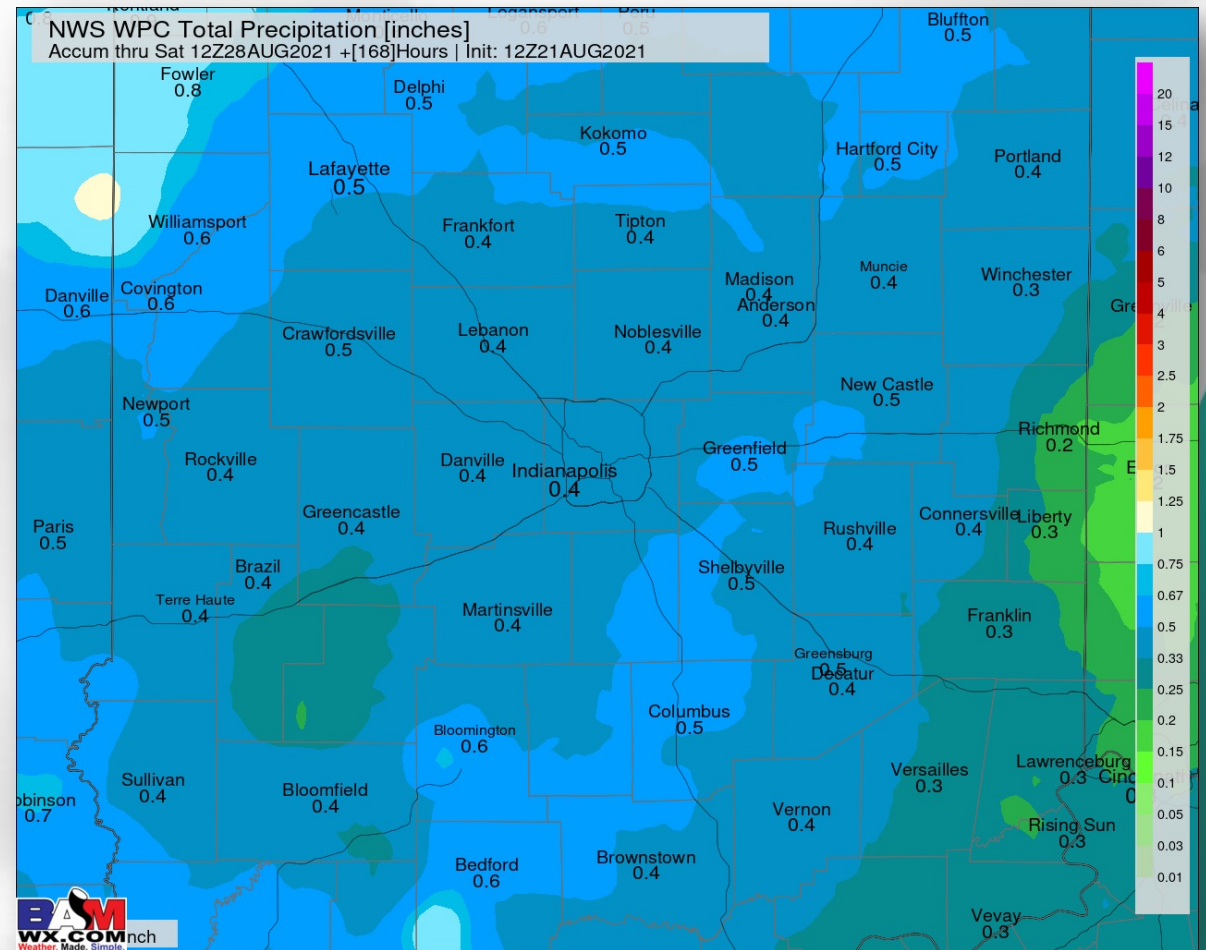 NWS WPC Total Precipitation [inches]
Accum thru Sat 12Z28AUG2021 +[168]Hours | Init: 12Z21AUG2021
Monticello
Logansport
0.6
Peru
0.5
Bluffton
0.5
Fowler
0.8
Delphi
0.5
Kokomo
0.5
Hartford City
0.5
Portland
0.4
Lafayette
0.5
Williamsport
0.6
Frankfort
0.4
Tipton
0.4
Muncie
0.4
Winchester
0.3
Madison
0.4
Anderson
0.4
Danville
0.6
Covington
0.6
Crawfordsville
0.5
Lebanon
0.4
Noblesville
0.4
New Castle
0.5
Newport
0.5
Richmond
0.2
Rockville
0.4
Danville
0.4
Indianapolis
0.4
Greenfield
0.5
Greencastle
0.4
Paris
0.5
Rushville
0.4
Connersville
0.4
Liberty
0.3
Brazil
0.4
Shelbyville
0.5
Terre Haute
0.4
Martinsville
0.4
Franklin
0.3
Greensburg
0.5
Decatur
0.4
Columbus
0.5
Bloomington
0.6
Sullivan
0.4
Bloomfield
0.4
obinson
0.7
Versailles
0.3
Lawrenceburg
0.3
Vernon
0.4
Rising Sun
0.3
Bedford
0.6
Brownstown
0.4
Vevay
0.3
20
15
12
10
8
6
5
4
3
2.5
2
1.75
1.5
1.25
1
0.75
0.67
0.5
0.33
0.25
0.2
0.15
0.1
0.05
0.03
0.01
BAM
WX.COM
Weather. Made. Simple.
nch